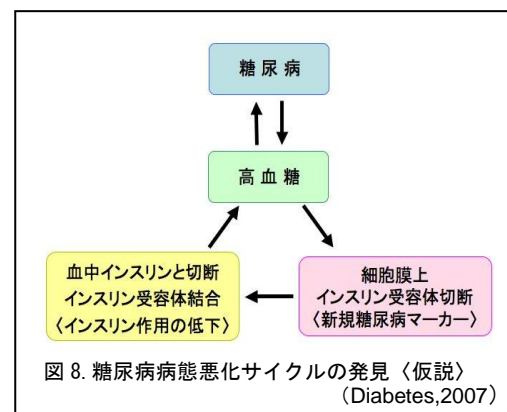 糖尿病
高血糖
血中インスリンと切断
インスリン受容体結合
〈インスリン作用の低下〉
細胞膜上
インスリン受容体切断
〈新規糖尿病マーカー〉
図 8. 糖尿病病態悪化サイクルの発見〈仮説〉
（Diabetes,2007）